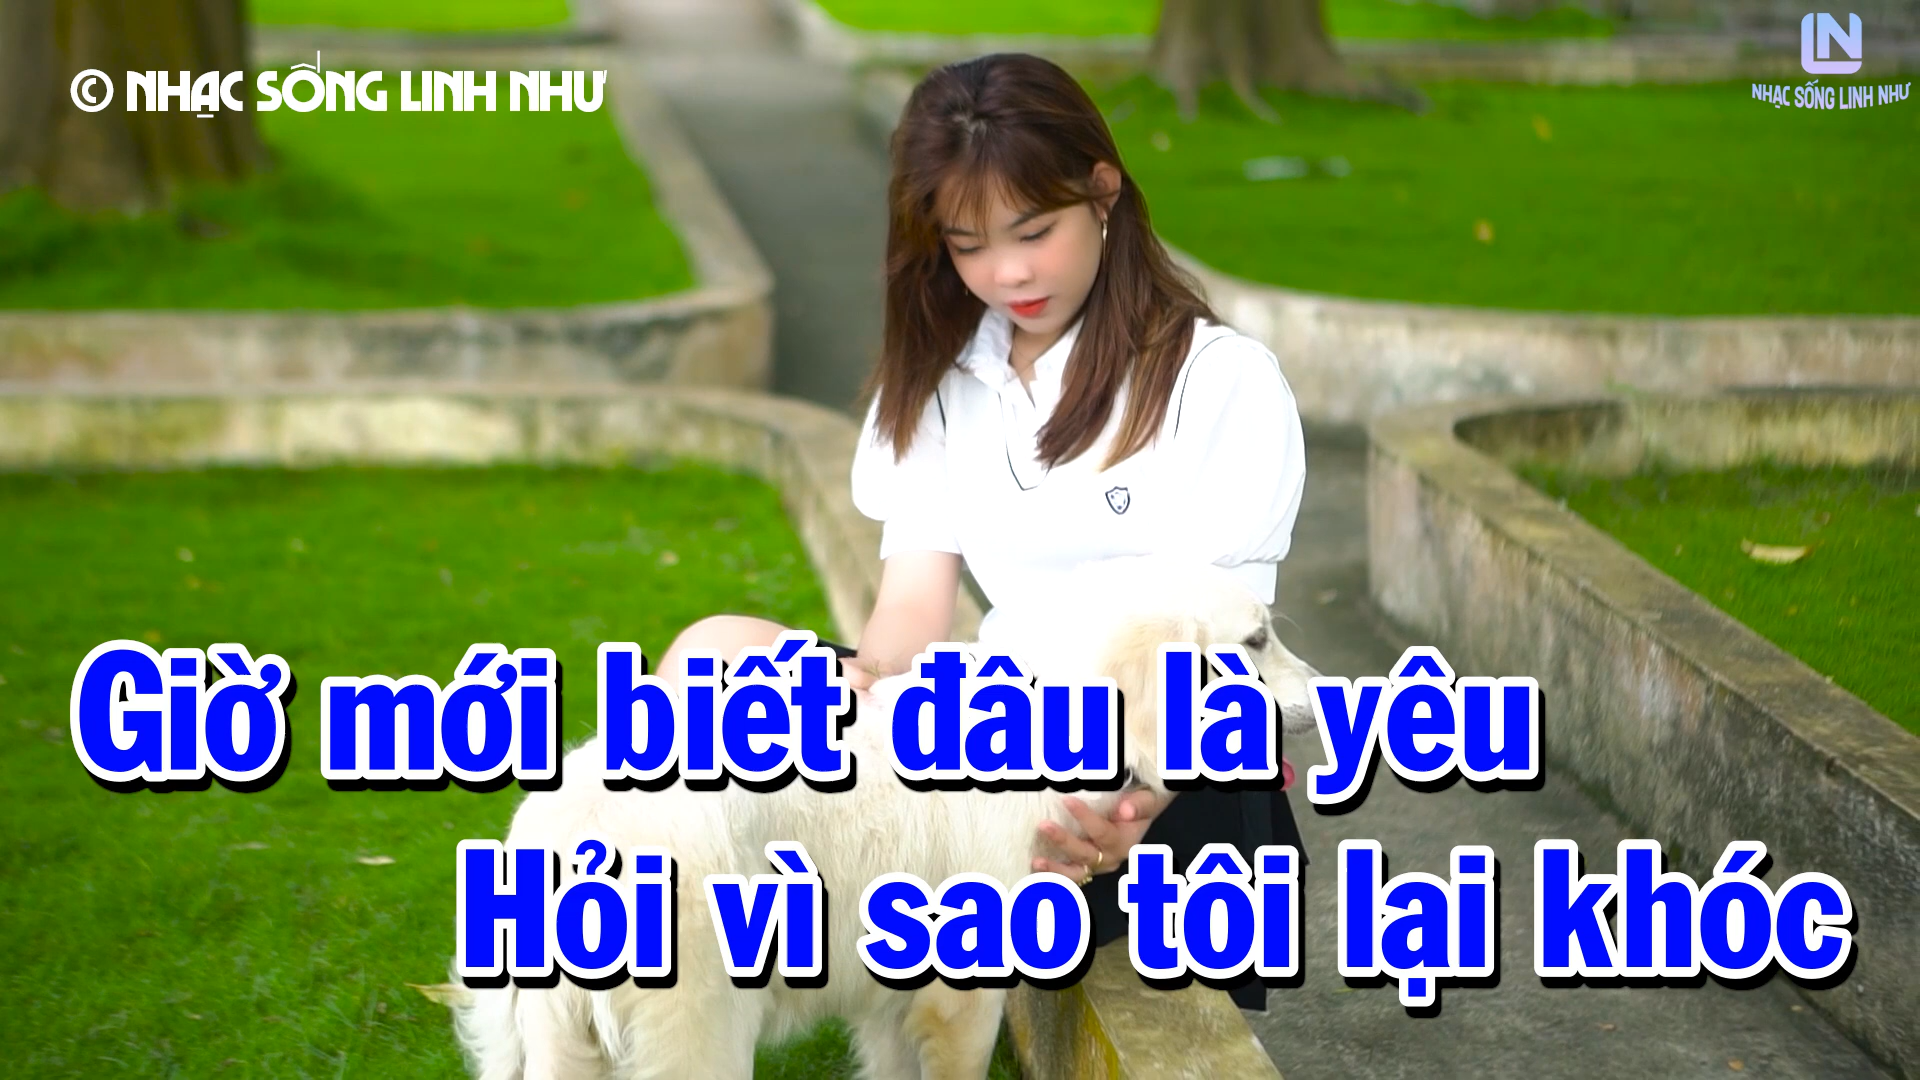 © NHẠC SỐNG LINH NHƯ
LN
NHẠC SỐNG LINH NHƯ
Giờ mới biết đâu là yêu
Hỏi vì sao tôi lại khóc